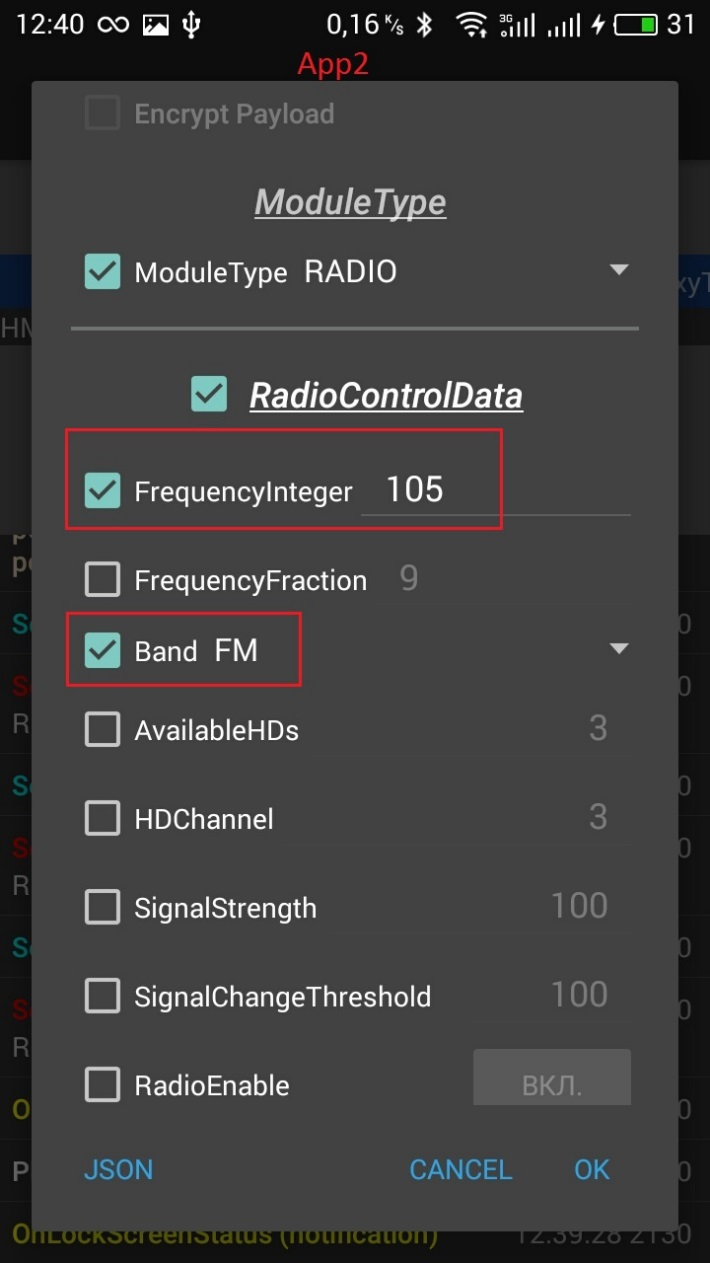 12:40 0,16 K/s 3G 31
App2
Encrypt Payload
ModuleType
ModuleType RADIO
RadioControlData
FrequencyInteger 105
FrequencyFraction 9
Band FM
AvailableHDs 3
HDChannel 3
SignalStrength 100
SignalChangeThreshold 100
RadioEnable ВКЛ.
JSON CANCEL OK
OnLockScreenStatus (notification) 12:39:28 2130